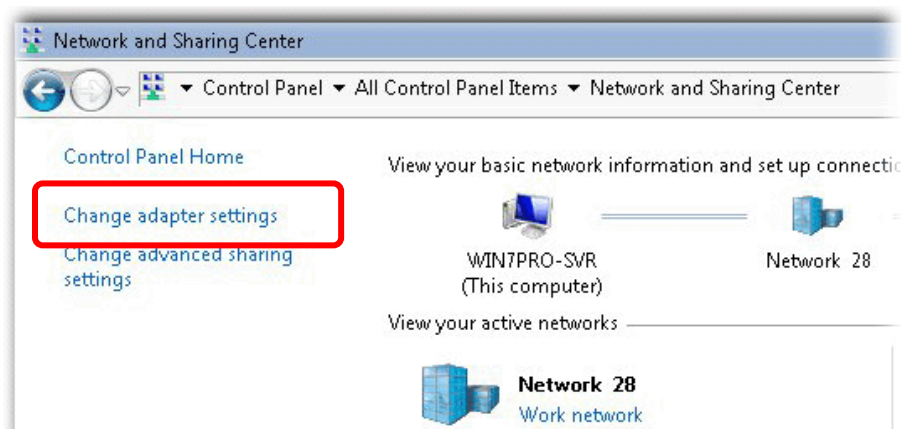 Network and Sharing Center
Control Panel All Control Panel Items Network and Sharing Center
Control Panel Home
Change adapter settings
Change advanced sharing
settings
View your basic network information and set up
WIN7PRO-SVR
(This computer)
Network 28
View your active networks
Network 28
Work network